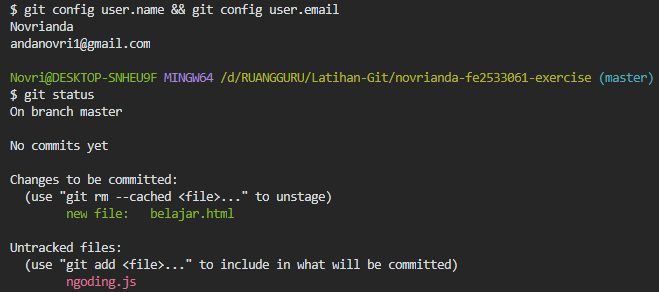 $ git config user.name && git config user.email
Novrianda
andanovri1@gmail.com
Novri@DESKTOP-SNHEU9F MINGW64 /d/RUANGGURU/Latihan-Git/novrianda-fe2533061-exercise (master)
$ git status
On branch master
No commits yet
Changes to be committed:
(use "git rm --cached <file>..." to unstage)
new file: belajar.html
Untracked files:
(use "git add <file>..." to include in what will be committed)
ngoding.js